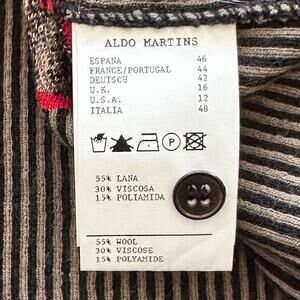 ALDO MARTINS
ESPANA 46
FRANCE/PORTUGAL 44
DEUTSCH 42
U.K. 16
U.S.A. 12
ITALIA 48
P
55% LANA
30% VISCOSA
15% POLIAMIDA
55% WOOL
30% VISCOSE
15% POLYAMIDE